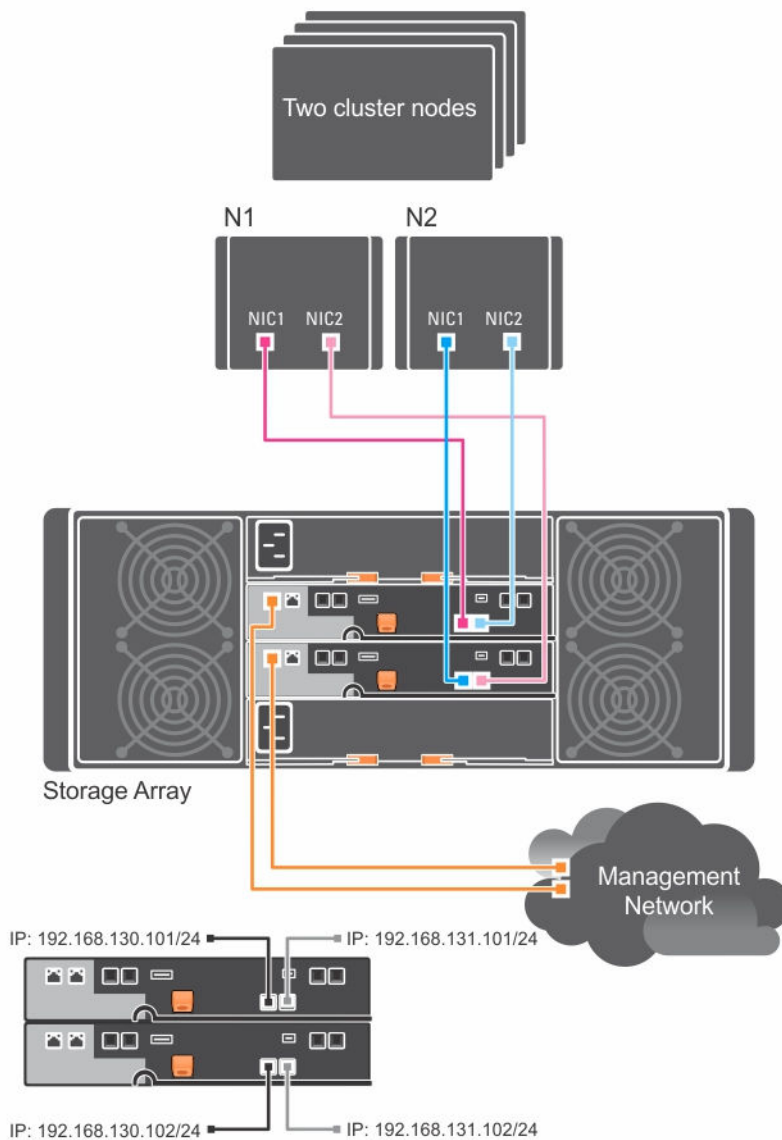 Two cluster nodes
N1
N2
NIC1
NIC2
NIC1
NIC2
Storage Array
Management
Network
IP: 192.168.130.101/24
IP: 192.168.131.101/24
IP: 192.168.130.102/24
IP: 192.168.131.102/24